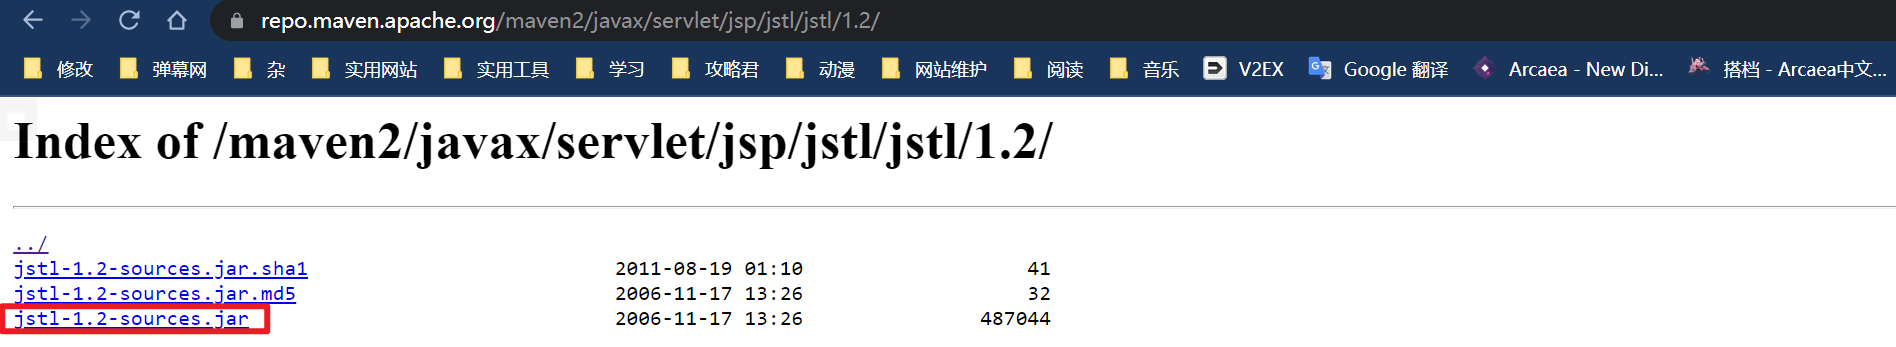 repo.maven.apache.org/maven2/javax/servlet/jsp/jstl/jstl/1.2/
修改 弹幕网 杂 实用网站 实用工具 学习 攻略君 动漫 网站维护 阅读 音乐 V2EX Google 翻译 Arcaea - New Di... 搭档 - Arcaea中文...
Index of /maven2/javax/servlet/jsp/jstl/jstl/1.2/
../
jstl-1.2-sources.jar.sha1 2011-08-19 01:10 41
jstl-1.2-sources.jar.md5 2006-11-17 13:26 32
jstl-1.2-sources.jar 2006-11-17 13:26 487044